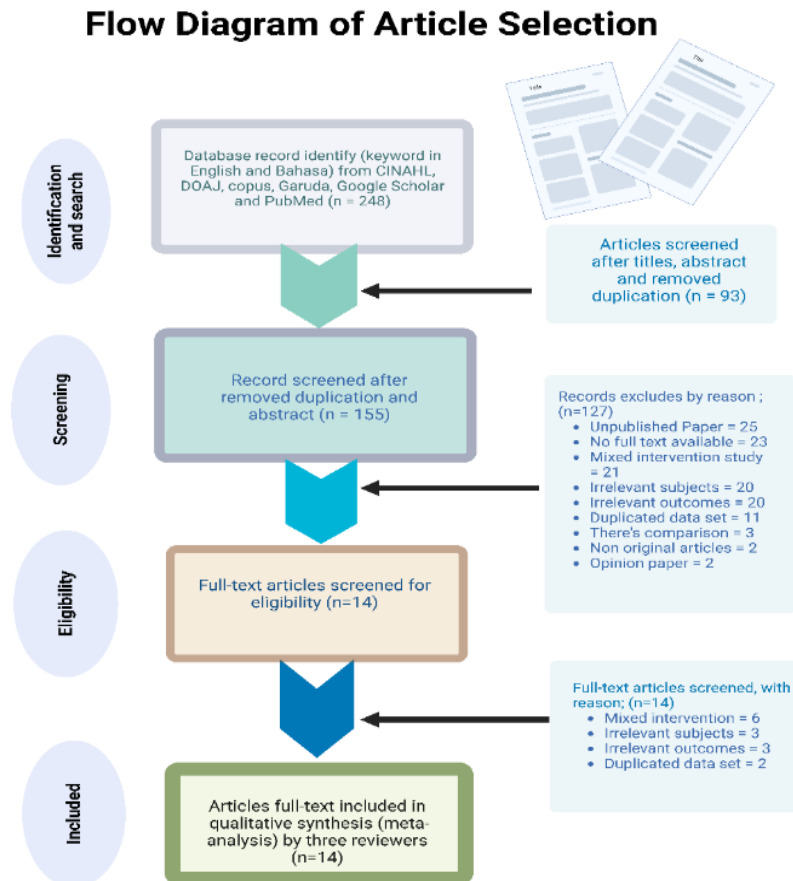 Flow Diagram of Article Selection
Title
Title
Identification
and search
Database record identify (keyword in
English and Bahasa) from CINAHL,
DOAJ, copus, Garuda, Google Scholar
and PubMed (n = 248)
Articles screened
after titles, abstract
and removed
duplication (n = 93)
Screening
Record screened after
removed duplication and
abstract (n = 155)
Records excludes by reason ;
(n=127)
• Unpublished Paper = 25
• No full text available = 23
• Mixed intervention study
= 21
• Irrelevant subjects = 20
• Irrelevant outcomes = 20
• Duplicated data set = 11
• There's comparison = 3
• Non original articles = 2
• Opinion paper = 2
Eligibility
Full-text articles screened for
eligibility (n=14)
Full-text articles screened, with
reason; (n=14)
• Mixed intervention = 6
• Irrelevant subjects = 3
• Irrelevant outcomes = 3
• Duplicated data set = 2
Included
Articles full-text included in
qualitative synthesis (meta-
analysis) by three reviewers
(n=14)